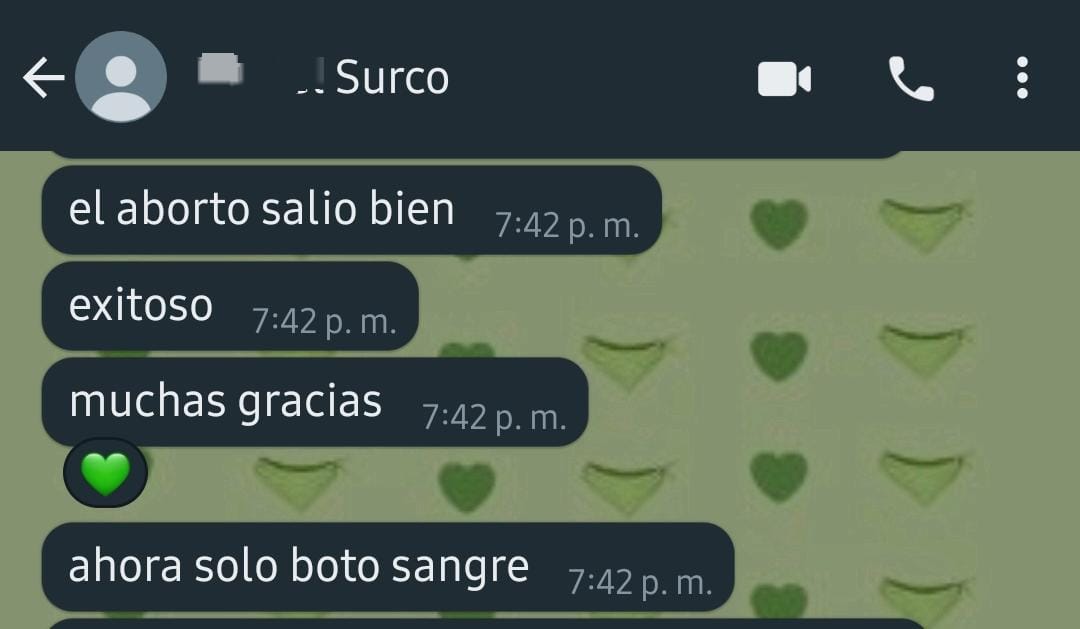 Surco
el aborto salio bien 7:42 p. m.
exitoso 7:42 p. m.
muchas gracias 7:42 p. m.
💚
ahora solo boto sangre 7:42 p. m.